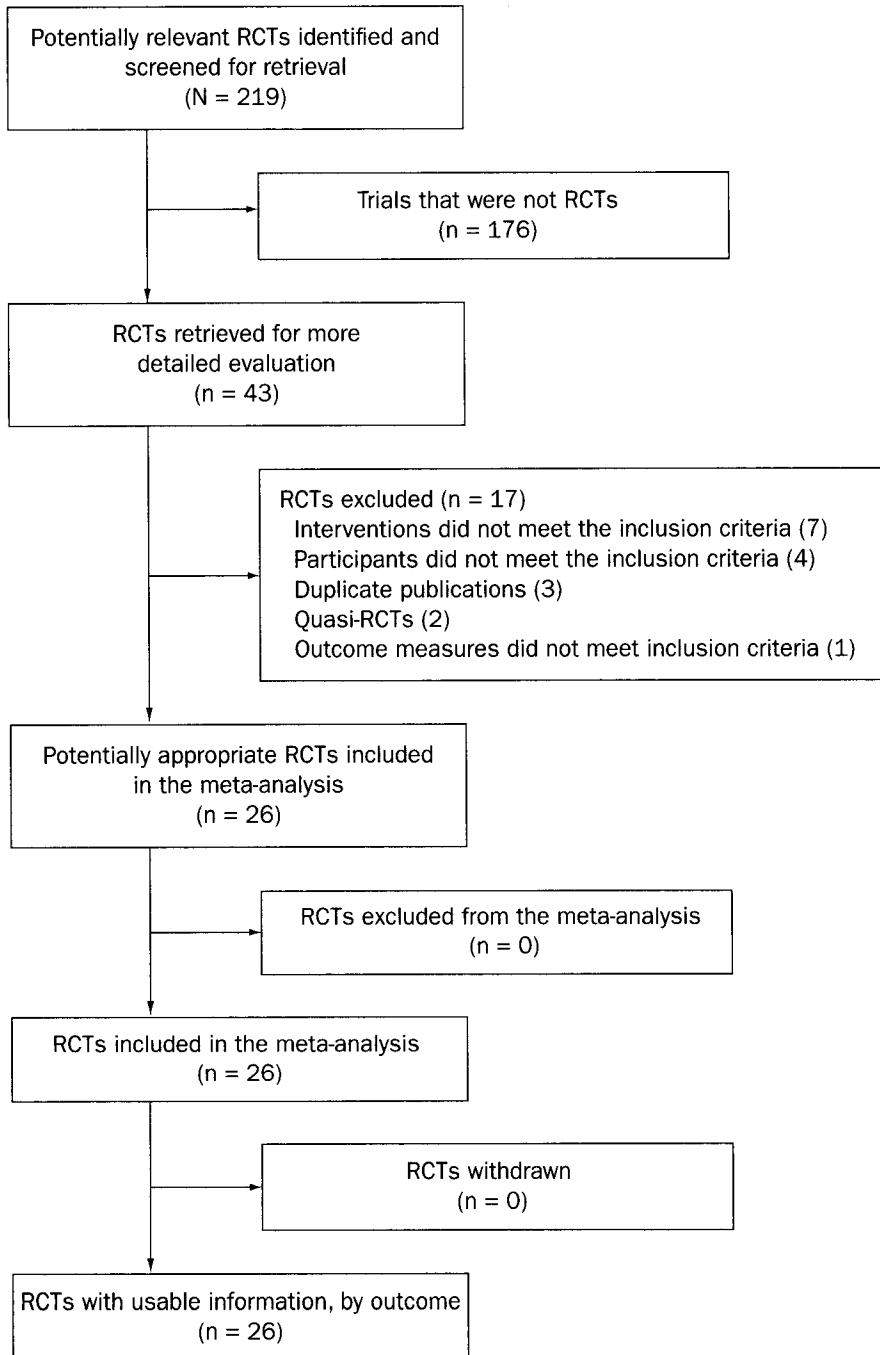 Potentially relevant RCTs identified and
screened for retrieval
(N = 219)
Trials that were not RCTs
(n = 176)
RCTs retrieved for more
detailed evaluation
(n = 43)
RCTs excluded (n = 17)
Interventions did not meet the inclusion criteria (7)
Participants did not meet the inclusion criteria (4)
Duplicate publications (3)
Quasi-RCTs (2)
Outcome measures did not meet inclusion criteria (1)
Potentially appropriate RCTs included
in the meta-analysis
(n = 26)
RCTs excluded from the meta-analysis
(n = 0)
RCTs included in the meta-analysis
(n = 26)
RCTs withdrawn
(n = 0)
RCTs with usable information, by outcome
(n = 26)